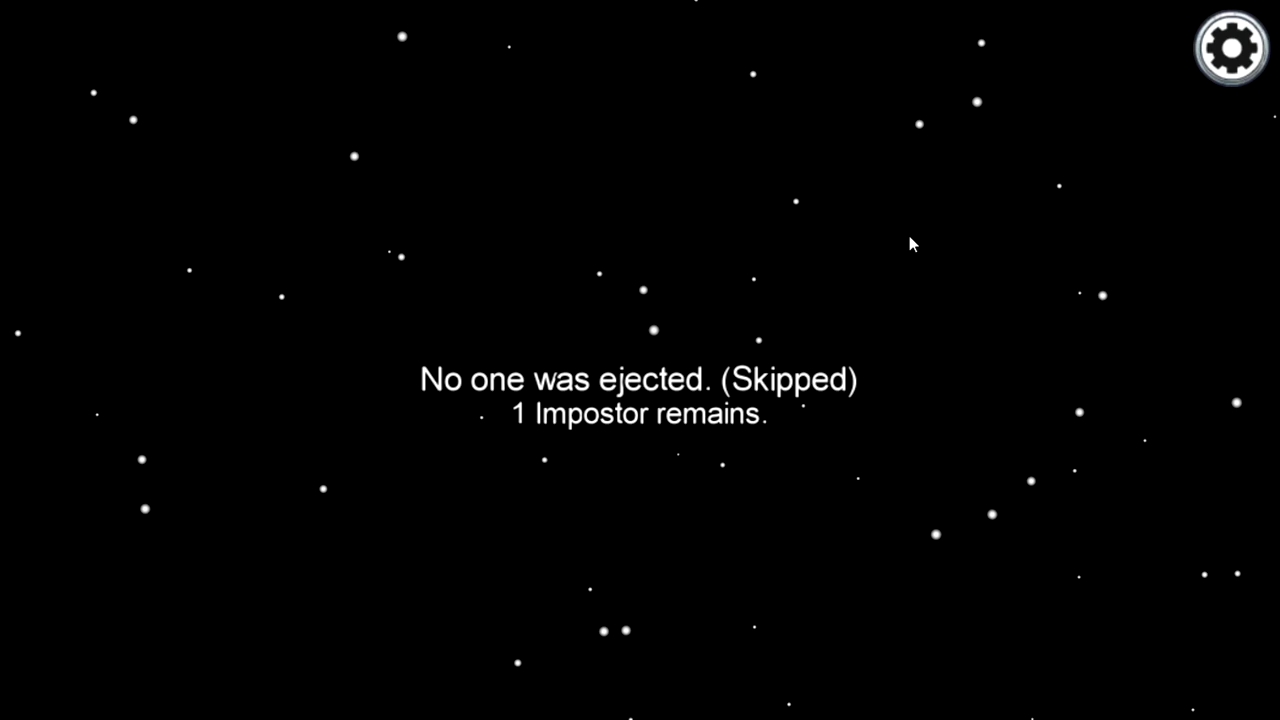 No one was ejected. (Skipped)
1 Impostor remains.